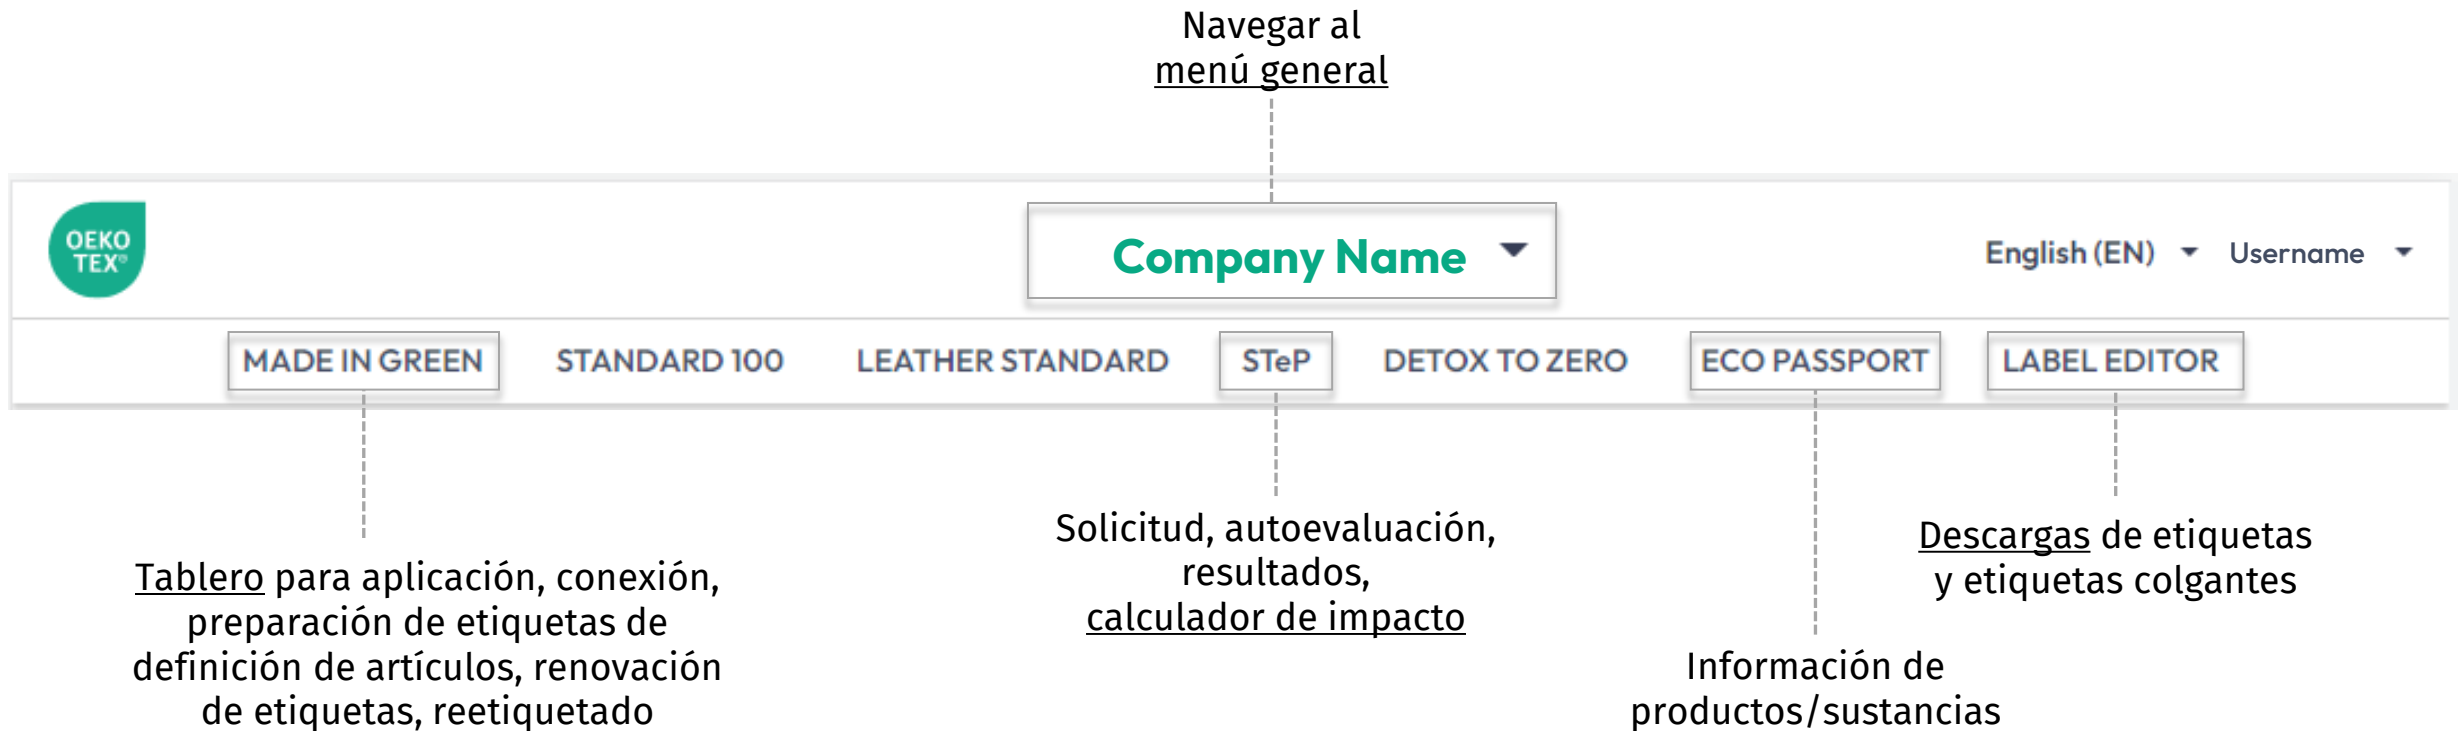 Navegar al
menú general
OEKO
TEX®
Company Name
English (EN)
Username
MADE IN GREEN
STANDARD 100
LEATHER STANDARD
STeP
DETOX TO ZERO
ECO PASSPORT
LABEL EDITOR
Tablero para aplicación, conexión,
preparación de etiquetas de
definición de artículos, renovación
de etiquetas, reetiquetado
Solicitud, autoevaluación,
resultados,
calculador de impacto
Información de
productos/sustancias
Descargas de etiquetas
y etiquetas colgantes